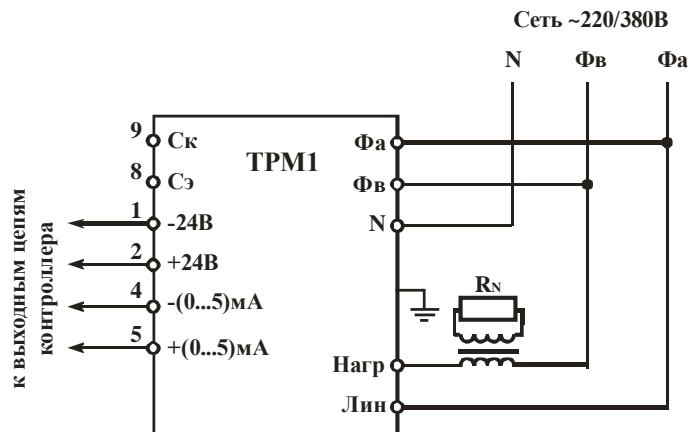 Сеть ~220/380В
N Фв Фа
ТРМ1
9 Ск
8 Сэ
1 -24В
2 +24В
4 -(0...5)мА
5 +(0...5)мА
к выходным цепям
контроллера
Фа
Фв
N
RN
Нагр
Лин